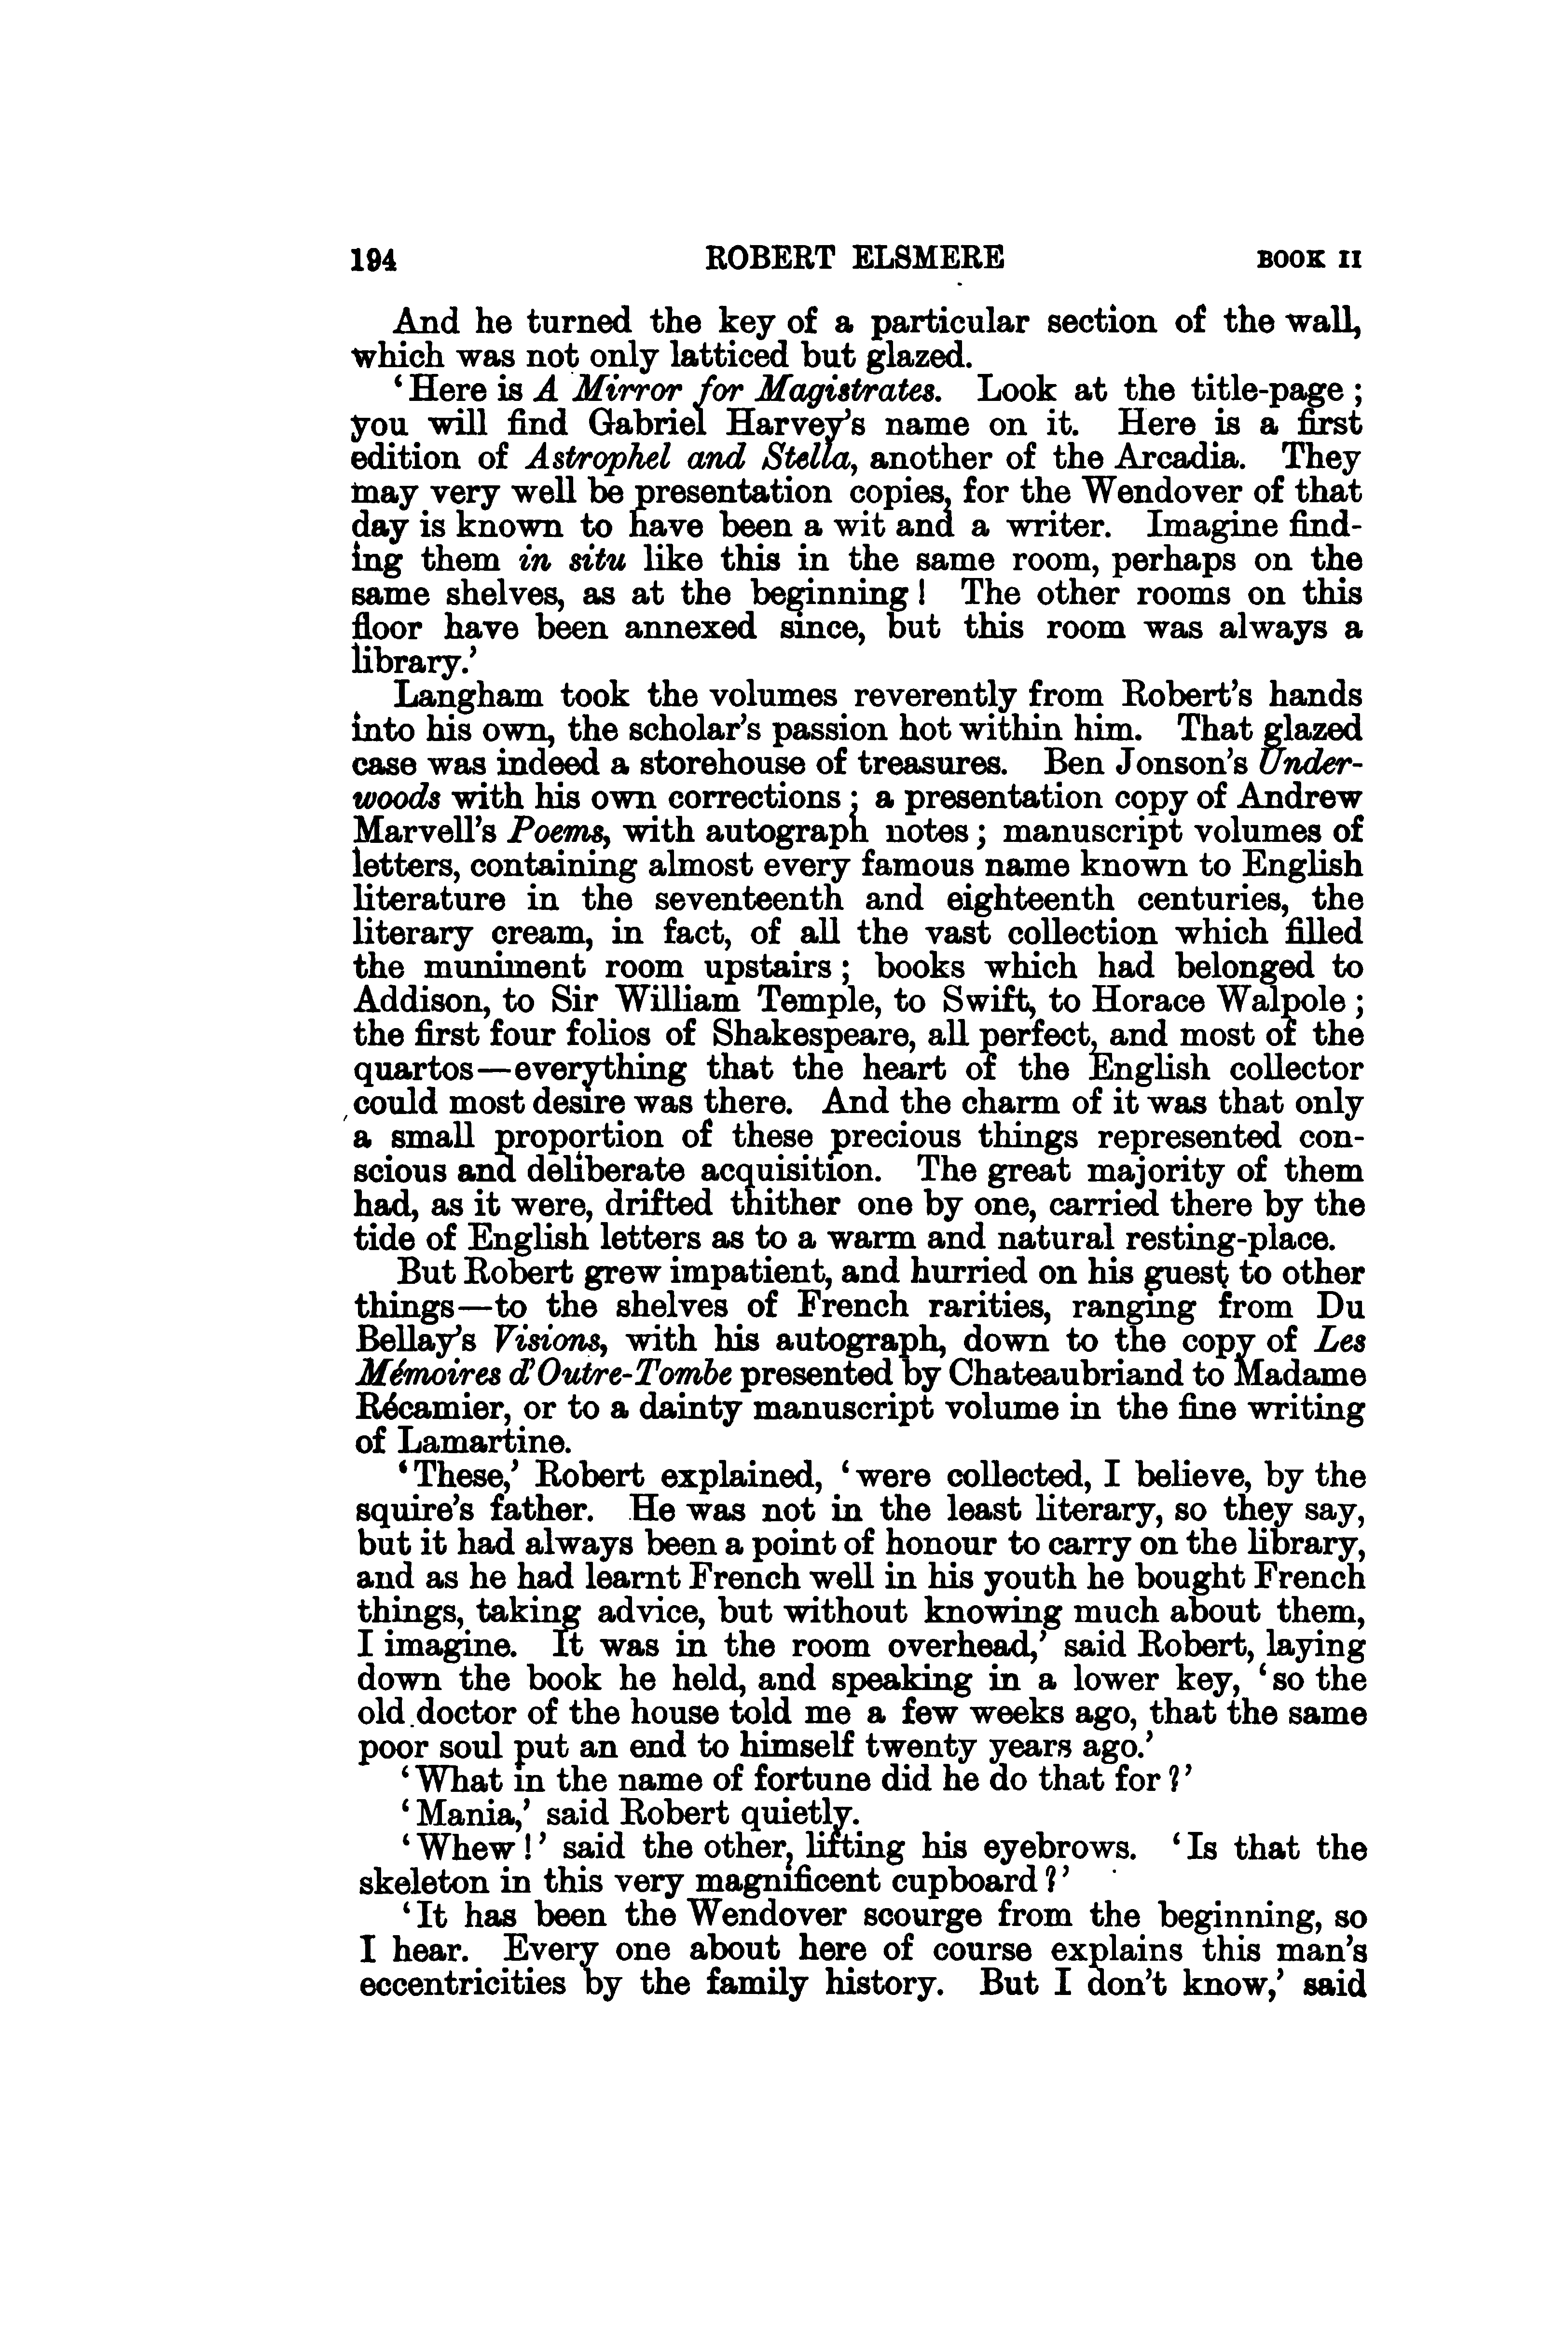 194 ROBERT ELSMERE BOOK II
And he turned the key of a particular section of the wall,
which was not only latticed but glazed.
‘Here is A Mirror for Magistrates. Look at the title-page ;
you will find Gabriel Harvey’s name on it. Here is a first
edition of Astrophel and Stella, another of the Arcadia. They
may very well be presentation copies, for the Wendover of that
day is known to have been a wit and a writer. Imagine find-
ing them in situ like this in the same room, perhaps on the
same shelves, as at the beginning ! The other rooms on this
floor have been annexed since, but this room was always a
library.’
Langham took the volumes reverently from Robert’s hands
into his own, the scholar’s passion hot within him. That glazed
case was indeed a storehouse of treasures. Ben Jonson’s Under-
woods with his own corrections ; a presentation copy of Andrew
Marvell’s Poems, with autograph notes ; manuscript volumes of
letters, containing almost every famous name known to English
literature in the seventeenth and eighteenth centuries, the
literary cream, in fact, of all the vast collection which filled
the muniment room upstairs ; books which had belonged to
Addison, to Sir William Temple, to Swift, to Horace Walpole ;
the first four folios of Shakespeare, all perfect, and most of the
quartos—everything that the heart of the English collector
could most desire was there. And the charm of it was that only
a small proportion of these precious things represented con-
scious and deliberate acquisition. The great majority of them
had, as it were, drifted thither one by one, carried there by the
tide of English letters as to a warm and natural resting-place.
But Robert grew impatient, and hurried on his guest to other
things—to the shelves of French rarities, ranging from Du
Bellay’s Visions, with his autograph, down to the copy of Les
Mémoires d’Outre-Tombe presented by Chateaubriand to Madame
Récamier, or to a dainty manuscript volume in the fine writing
of Lamartine.
‘These,’ Robert explained, ‘were collected, I believe, by the
squire’s father. He was not in the least literary, so they say,
but it had always been a point of honour to carry on the library,
and as he had learnt French well in his youth he bought French
things, taking advice, but without knowing much about them,
I imagine. It was in the room overhead,’ said Robert, laying
down the book he held, and speaking in a lower key, ‘so the
old doctor of the house told me a few weeks ago, that the same
poor soul put an end to himself twenty years ago.’
‘What in the name of fortune did he do that for ?’
‘Mania,’ said Robert quietly.
‘Whew !’ said the other, lifting his eyebrows. ‘Is that the
skeleton in this very magnificent cupboard ?’
‘It has been the Wendover scourge from the beginning, so
I hear. Every one about here of course explains this man’s
eccentricities by the family history. But I don’t know,’ said